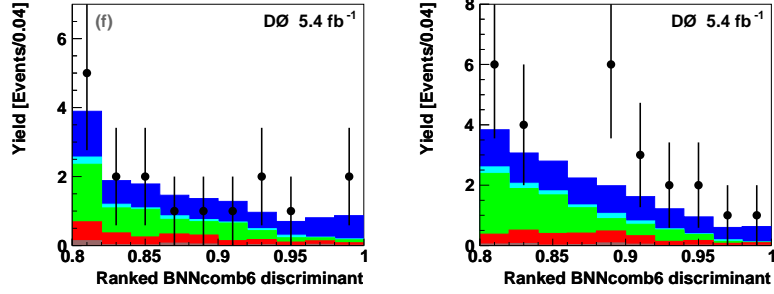 Yield [Events/0.04]
6
4
2
0
(f)
DØ 5.4 fb-1
0.8 0.85 0.9 0.95 1
Ranked BNNcomb6 discriminant
Yield [Events/0.04]
8
6
4
2
0
DØ 5.4 fb-1
0.8 0.85 0.9 0.95 1
Ranked BNNcomb6 discriminant